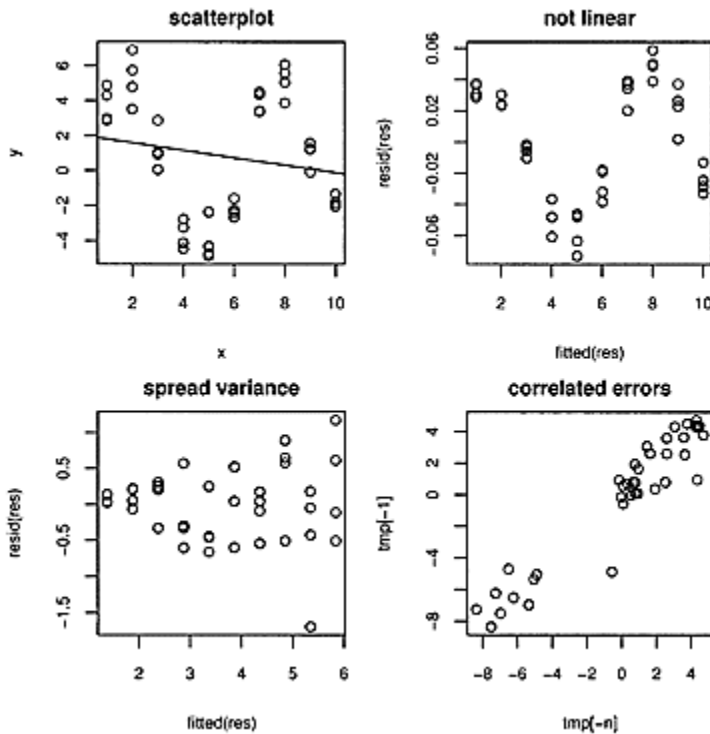 scatterplot
y
6
4
2
0
-2
-4
2 4 6 8 10
x
not linear
resid(res)
0.06
0.02
-0.02
-0.06
2 4 6 8 10
fitted(res)
spread variance
resid(res)
0.5
-0.5
-1.5
2 3 4 5 6
fitted(res)
correlated errors
tmp[-1]
4
2
0
-4
-8
-8 -6 -4 -2 0 2 4
tmp[-n]